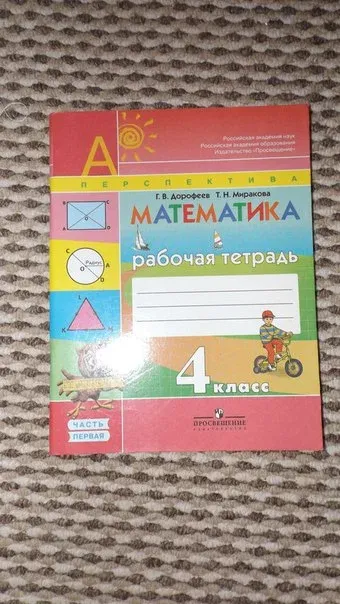 Российская академия наук
Российская академия образования
Издательство «Просвещение»
А
ПЕРСПЕКТИВА
Г. В. Дорофеев Т. Н. Миракова
МАТЕМАТИКА
рабочая тетрадь
B C
O
A D
C
Радиус
A
O
D
B
L
K M
4 класс
ЧАСТЬ
ПЕРВАЯ
ПРОСВЕЩЕНИЕ
ИЗДАТЕЛЬСТВО